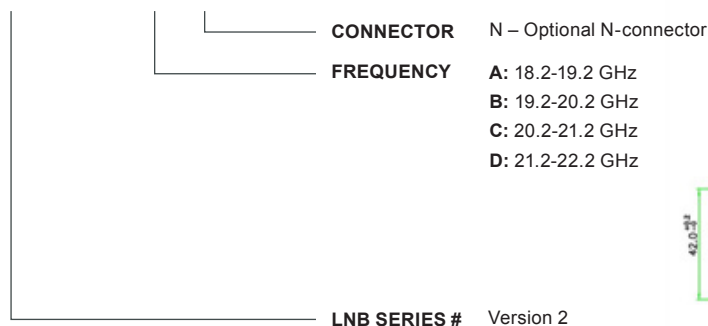 CONNECTOR N – Optional N-connector
FREQUENCY A: 18.2-19.2 GHz
B: 19.2-20.2 GHz
C: 20.2-21.2 GHz
D: 21.2-22.2 GHz
LNB SERIES # Version 2